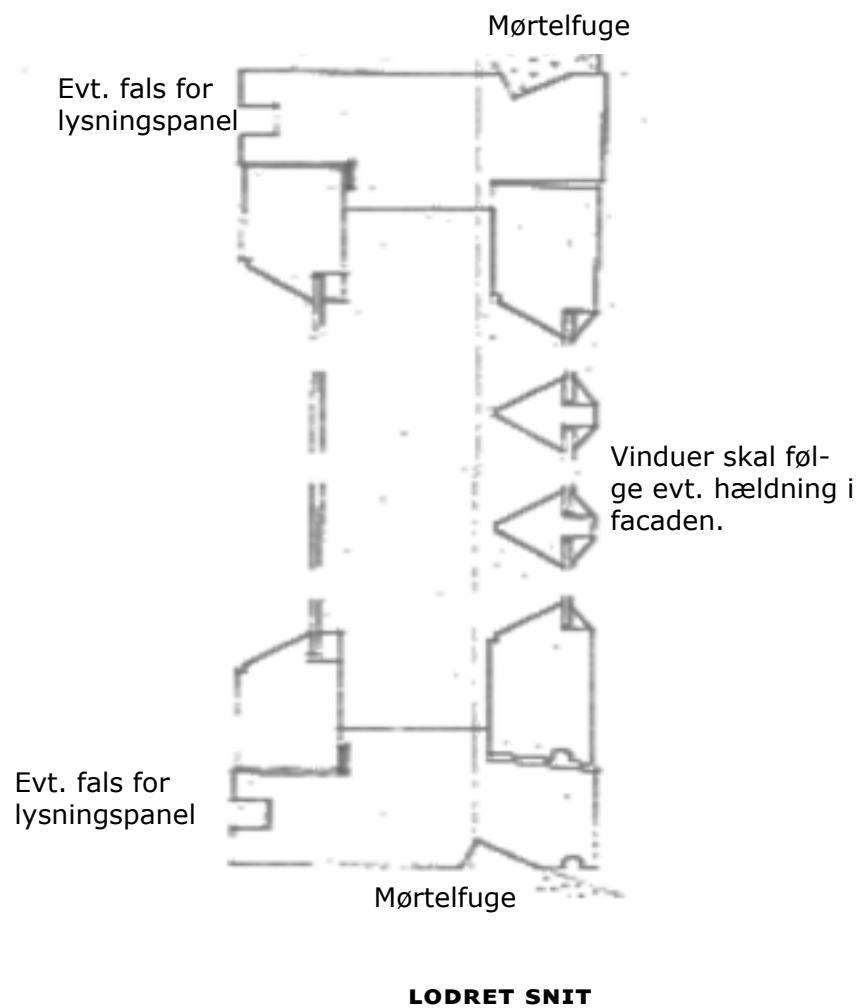 Mørtelfuge
Evt. fals for
lysningspanel
Vinduer skal føl-
ge evt. hældning i
facaden.
Evt. fals for
lysningspanel
Mørtelfuge
LODRET SNIT